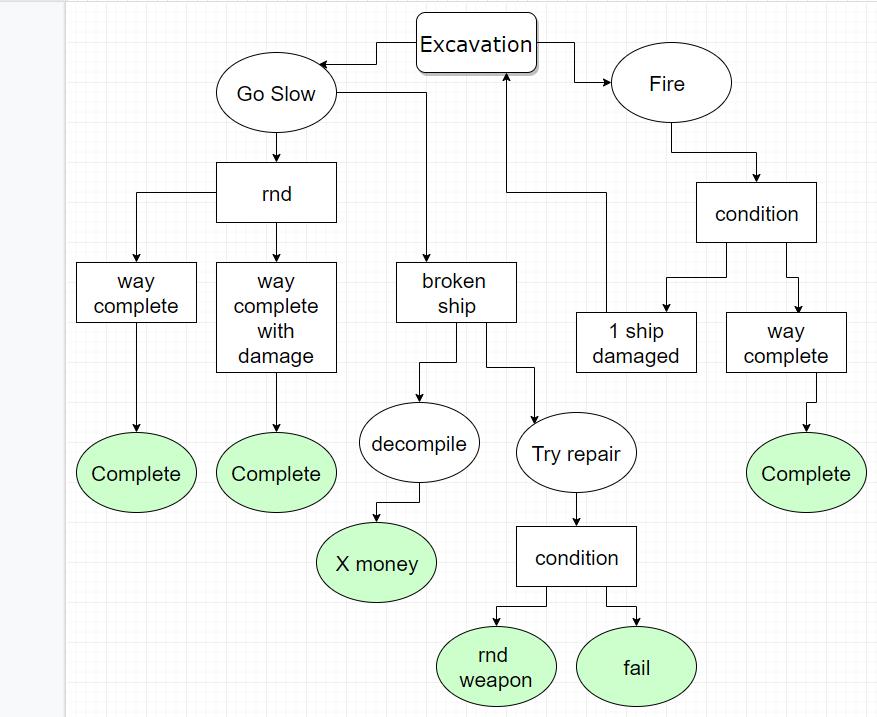 Excavation
Go Slow
Fire
rnd
condition
way
complete
way
complete
with
damage
broken
ship
1 ship
damaged
way
complete
decompile
Try repair
Complete
Complete
Complete
X money
condition
rnd
weapon
fail